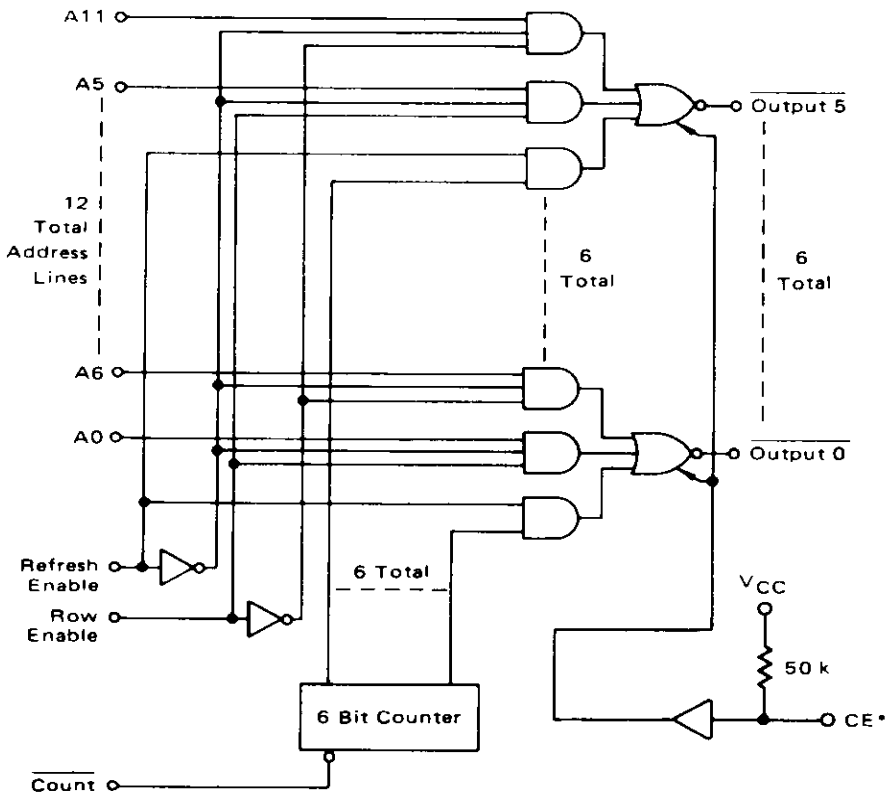 A11
A5
Output 5
12
Total
Address
Lines
6
Total
6
Total
A6
A0
Output 0
Refresh
Enable
6 Total
Row
Enable
VCC
50 k
6 Bit Counter
CE*
Count